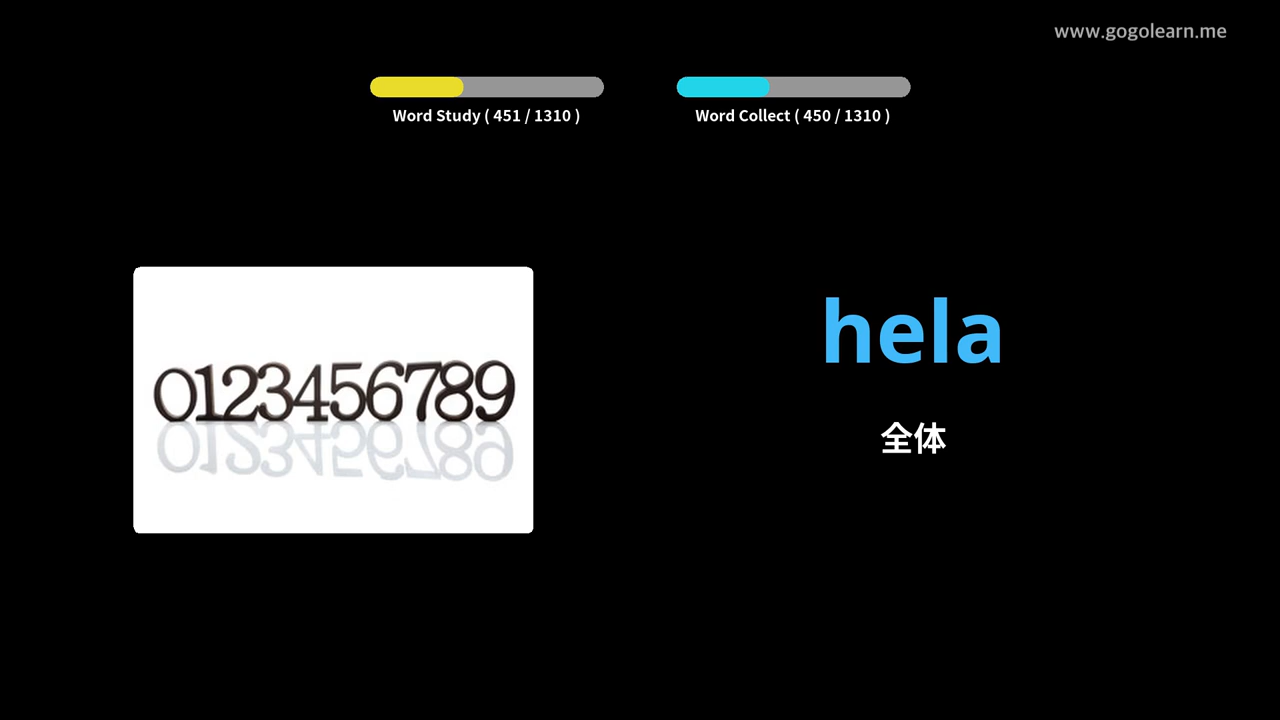 www.gogolearn.me
Word Study ( 451 / 1310 )
Word Collect ( 450 / 1310 )
0123456789
hela
全体